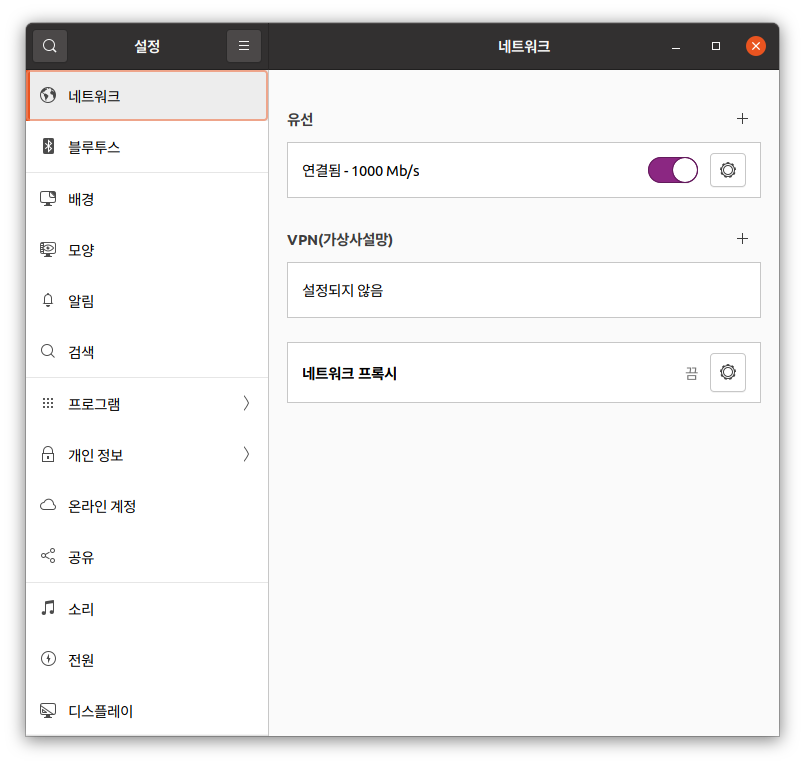 설정
네트워크
네트워크
블루투스
배경
모양
알림
검색
프로그램
개인 정보
온라인 계정
공유
소리
전원
디스플레이
유선
연결됨 - 1000 Mb/s
VPN(가상사설망)
설정되지 않음
네트워크 프록시 끔